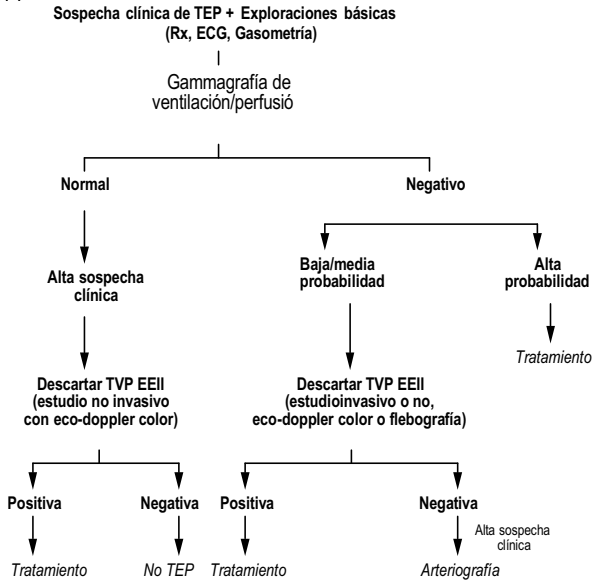 Sospecha clínica de TEP + Exploraciones básicas
(Rx, ECG, Gasometría)
Gammagrafía de
ventilación/perfusió
Normal
Negativo
Alta sospecha
clínica
Baja/media
probabilidad
Alta
probabilidad
Tratamiento
Descartar TVP EEII
(estudio no invasivo
con eco-doppler color)
Descartar TVP EEII
(estudioinvasivo o no,
eco-doppler color o flebografía)
Positiva
Negativa
Positiva
Negativa
Alta sospecha
clínica
Tratamiento
No TEP
Tratamiento
Arteriografía